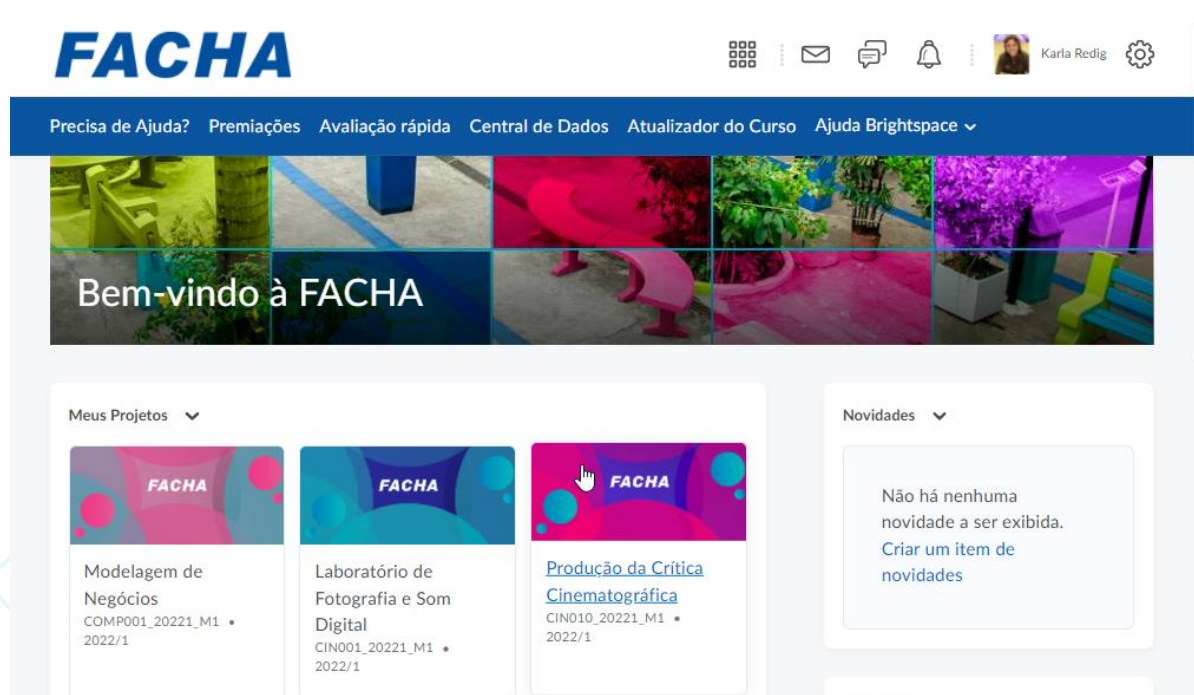 FACHA
Karla Redig
Precisa de Ajuda? Premiações Avaliação rápida Central de Dados Atualizador do Curso Ajuda Brightspace
Bem-vindo à FACHA
Meus Projetos
FACHA
Modelagem de
Negócios
COMP001_20221_M1 •
2022/1
FACHA
Laboratório de
Fotografia e Som
Digital
CIN001_20221_M1 •
2022/1
FACHA
Produção da Crítica
Cinematográfica
CIN010_20221_M1 •
2022/1
Novidades
Não há nenhuma
novidade a ser exibida.
Criar um item de
novidades